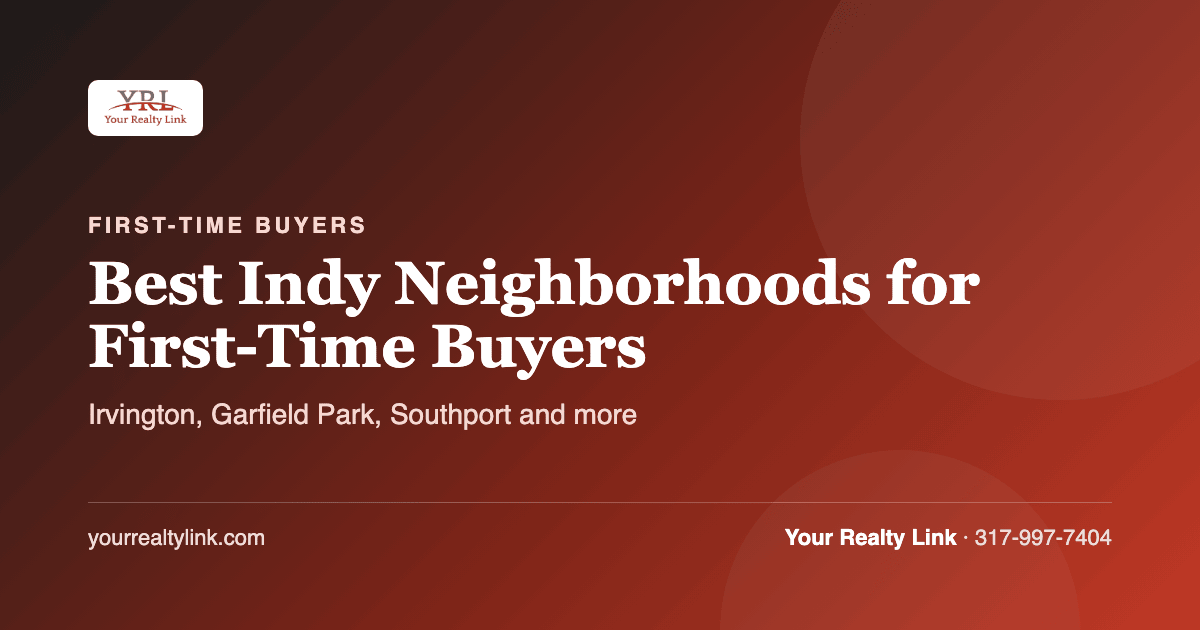 YRL
Your Realty Link
FIRST-TIME BUYERS
Best Indy Neighborhoods for
First-Time Buyers
Irvington, Garfield Park, Southport and more
yourrealtylink.com
Your Realty Link · 317-997-7404